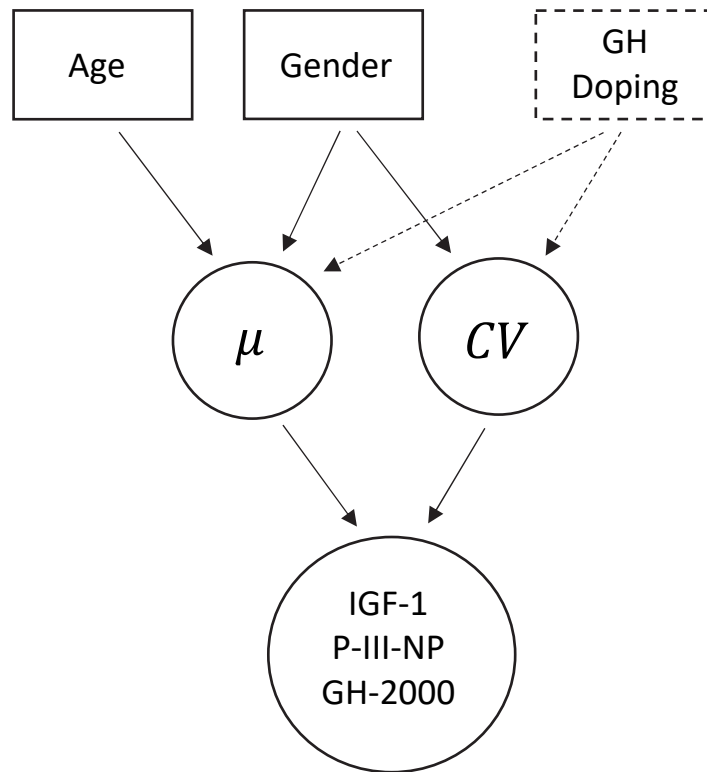 Age
Gender
GH
Doping
μ
CV
IGF-1
P-III-NP
GH-2000